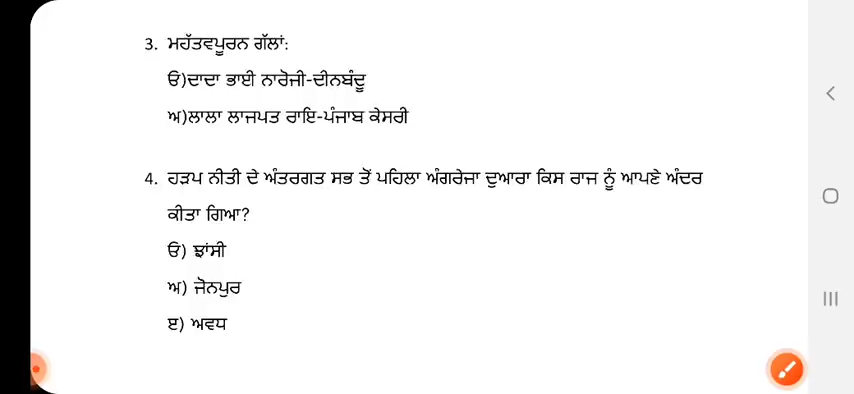 3. ਮਹੱਤਵਪੂਰਨ ਗੱਲਾਂ:
ੳ)ਦਾਦਾ ਭਾਈ ਨਾਰੋਜੀ-ਦੀਨਬੰਦੂ
ਅ)ਲਾਲਾ ਲਾਜਪਤ ਰਾਇ-ਪੰਜਾਬ ਕੇਸਰੀ
4. ਹੜਪ ਨੀਤੀ ਦੇ ਅੰਤਰਗਤ ਸਭ ਤੋਂ ਪਹਿਲਾ ਅੰਗਰੇਜਾ ਦੁਆਰਾ ਕਿਸ ਰਾਜ ਨੂੰ ਆਪਣੇ ਅੰਦਰ
ਕੀਤਾ ਗਿਆ?
ੳ) ਝਾਂਸੀ
ਅ) ਜੋਨਪੁਰ
ੲ) ਅਵਧ